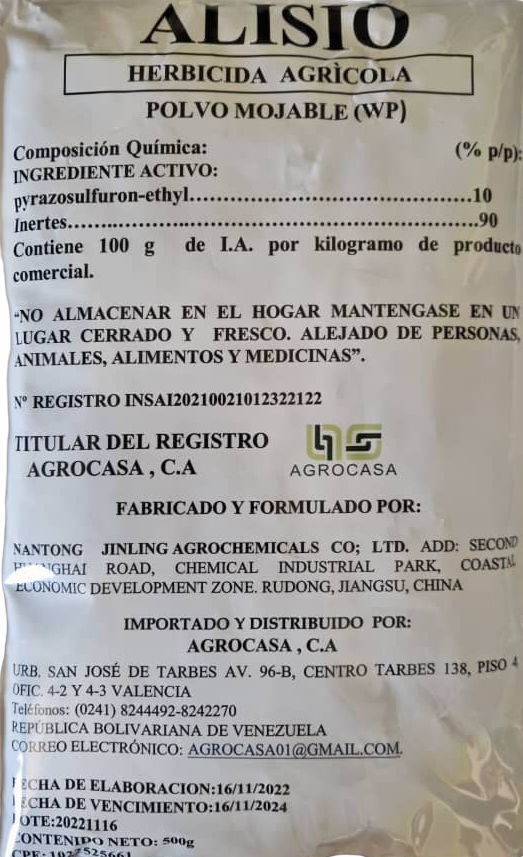 ALISIO
HERBICIDA AGRÌCOLA
POLVO MOJABLE (WP)
Composición Química: (% p/p):
INGREDIENTE ACTIVO:
pyrazosulfuron-ethyl..............................................10
Inertes....................................................................90
Contiene 100 g de I.A. por kilogramo de producto
comercial.
“NO ALMACENAR EN EL HOGAR MANTENGASE EN UN
LUGAR CERRADO Y FRESCO. ALEJADO DE PERSONAS,
ANIMALES, ALIMENTOS Y MEDICINAS”.
Nº REGISTRO INSAI20210021012322122
TITULAR DEL REGISTRO
AGROCASA , C.A
AGROCASA
FABRICADO Y FORMULADO POR:
NANTONG JINLING AGROCHEMICALS CO; LTD. ADD: SECOND
ROAD, CHEMICAL INDUSTRIAL PARK, COASTAL
ECONOMIC DEVELOPMENT ZONE. RUDONG, JIANGSU, CHINA
IMPORTADO Y DISTRIBUIDO POR:
AGROCASA , C.A
URB. SAN JOSÉ DE TARBES AV. 96-B, CENTRO TARBES 138, PISO 4
OFIC. 4-2 Y 4-3 VALENCIA
Teléfonos: (0241) 8244492-8242270
REPÚBLICA BOLIVARIANA DE VENEZUELA
CORREO ELECTRÓNICO: AGROCASA01@GMAIL.COM.
FECHA DE ELABORACION:16/11/2022
FECHA DE VENCIMIENTO:16/11/2024
LOTE:20221116
CONTENIDO NETO: 500g
CPE: